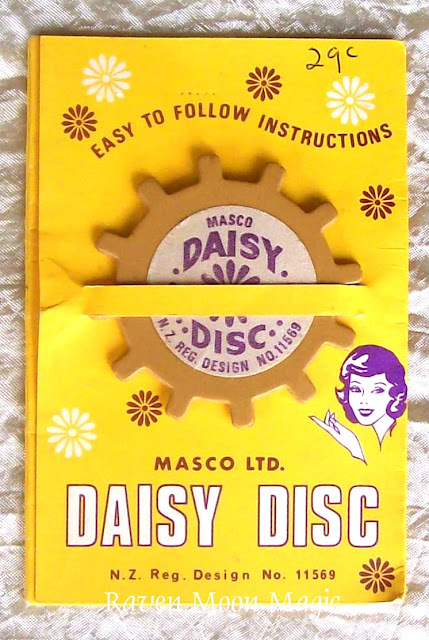 29c
EASY TO FOLLOW INSTRUCTIONS
MASCO
DAISY
DISC
N.Z. REG. DESIGN NO. 11569
MASCO LTD.
DAISY DISC
N.Z. Reg. Design No. 11569
Raven Moon Magic